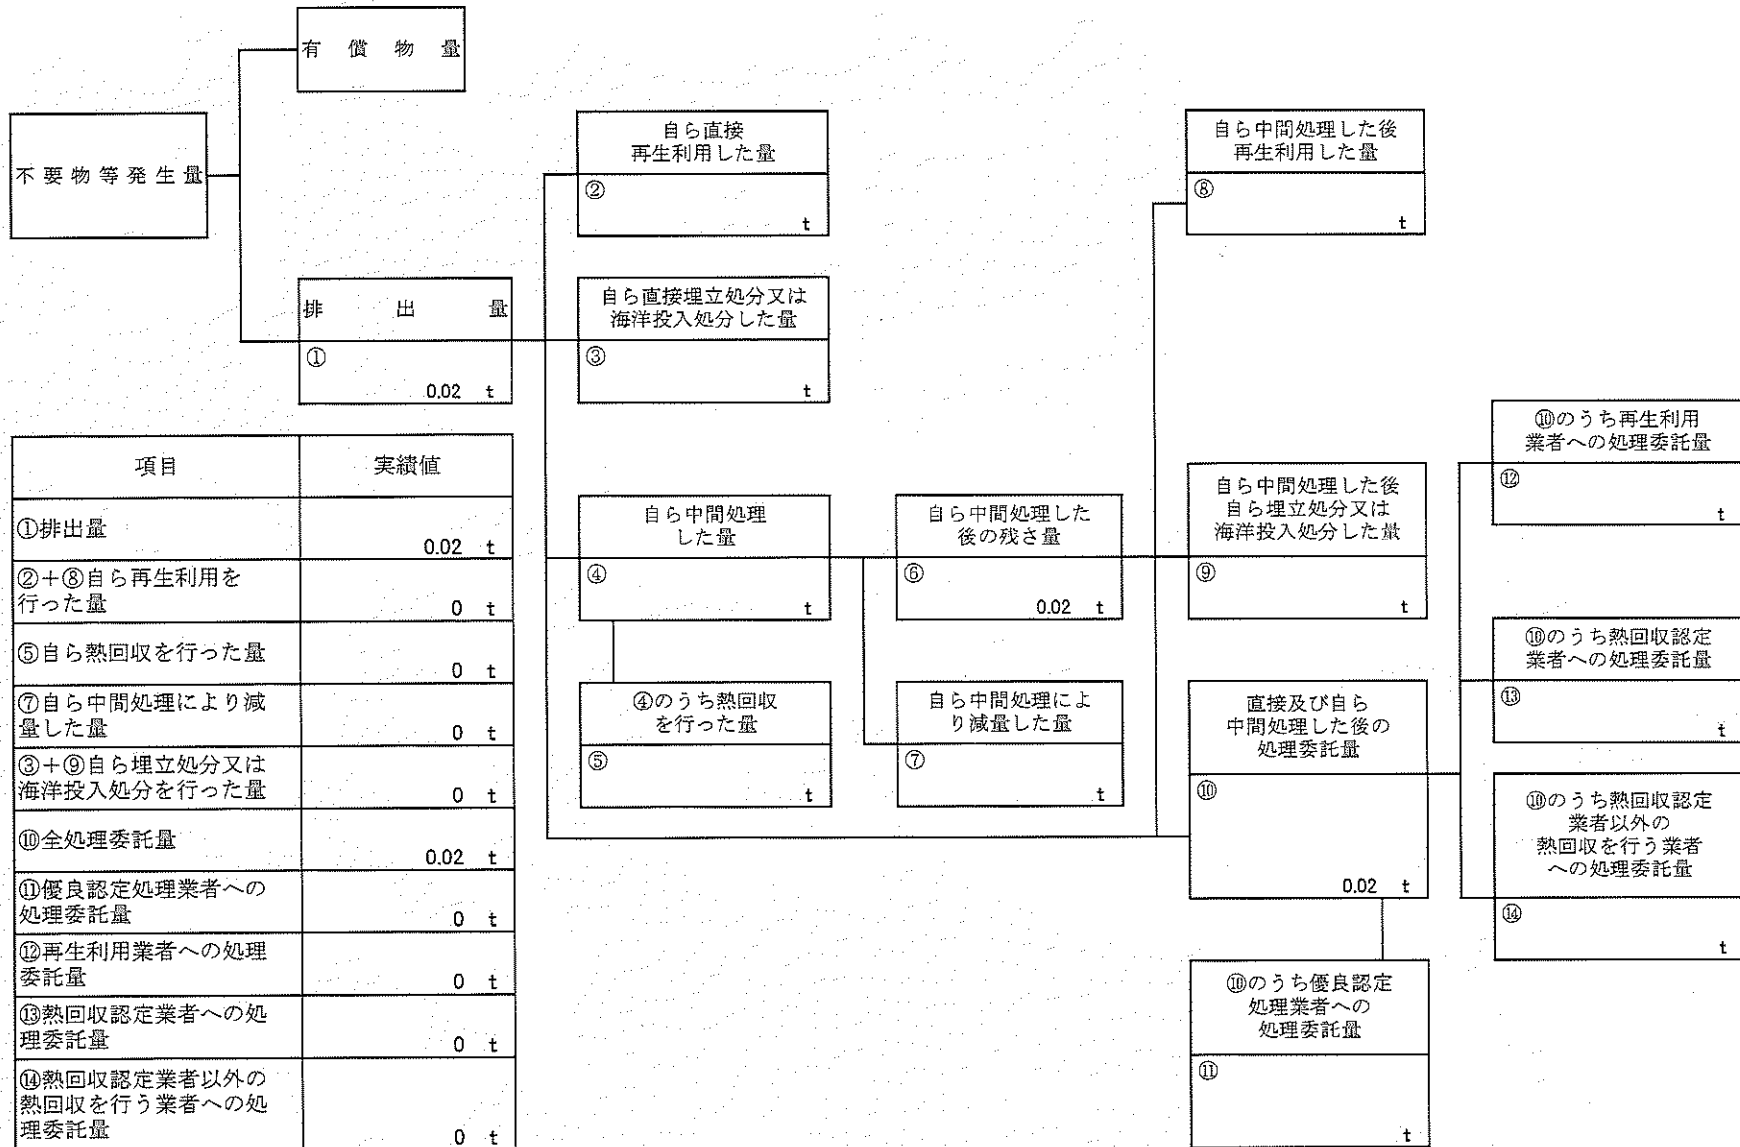 有償物量
不要物等発生量
排出量
①
0.02 t
自ら直接
再生利用した量
②
t
自ら直接埋立処分又は
海洋投入処分した量
③
t
自ら中間処理
した量
④
t
④のうち熱回収
を行った量
⑤
t
自ら中間処理した
後の残さ量
⑥
0.02 t
自ら中間処理によ
り減量した量
⑦
t
自ら中間処理した後
再生利用した量
⑧
t
自ら中間処理した後
自ら埋立処分又は
海洋投入処分した量
⑨
t
直接及び自ら
中間処理した後の
処理委託量
⑩
0.02 t
⑩のうち優良認定
処理業者への
処理委託量
⑪
t
⑩のうち再生利用
業者への処理委託量
⑫
t
⑩のうち熱回収認定
業者への処理委託量
⑬
t
⑩のうち熱回収認定
業者以外の
熱回収を行う業者
への処理委託量
⑭
t
項目 実績値
①排出量
0.02 t
②+⑧自ら再生利用を
行った量
0 t
⑤自ら熱回収を行った量
0 t
⑦自ら中間処理により減
量した量
0 t
③+⑨自ら埋立処分又は
海洋投入処分を行った量
0 t
⑩全処理委託量
0.02 t
⑪優良認定処理業者への
処理委託量
0 t
⑫再生利用業者への処理
委託量
0 t
⑬熱回収認定業者への処
理委託量
0 t
⑭熱回収認定業者以外の
熱回収を行う業者への処
理委託量
0 t